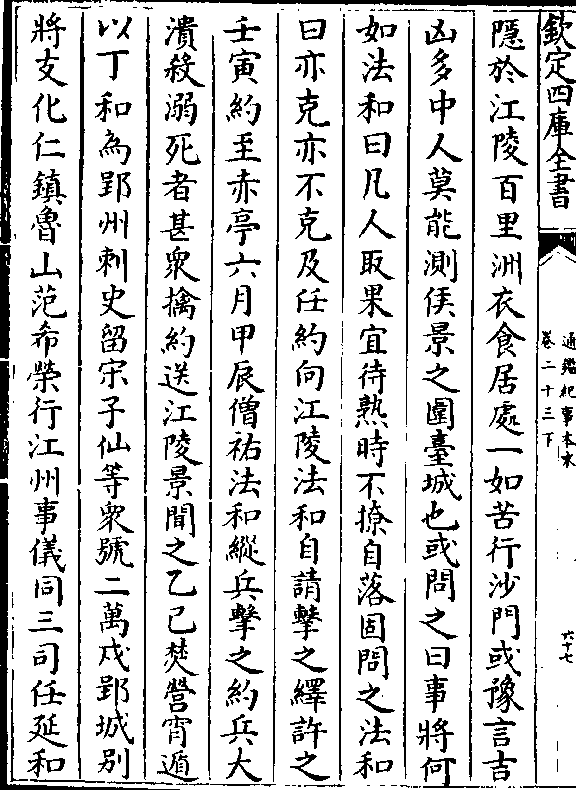 欽定四庫全書
通鑑紀事本末
卷二十三下
六十七
隱於江陵百里洲衣食居處一如苦行沙門或豫言吉
凶多中人莫能測侯景之圍臺城也或問之曰事將何
如法和曰凡人取果宜待熟時不撩自落固問之法和
曰亦克亦不克及任約向江陵法和自請擊之繹許之
壬寅約至赤亭六月甲辰僧祐法和縱兵擊之約兵大
潰殺溺死者甚衆擒約送江陵景聞之乙巳焚營宵遁
以丁和為郢州刺史留宋子仙等衆號二萬戍郢城别
將支化仁鎮魯山范希榮行江州事儀同三司任延和